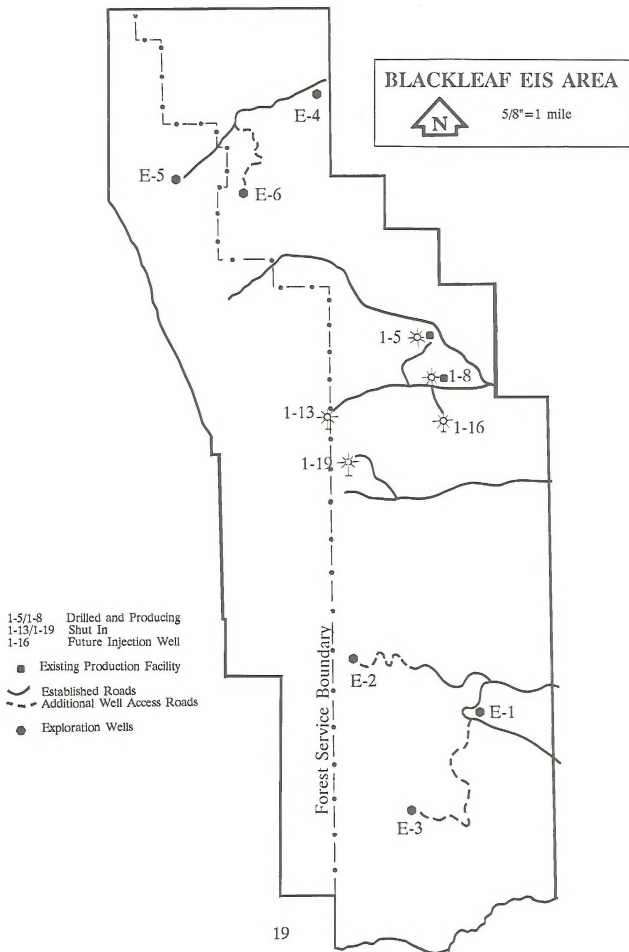 BLACKLEAF EIS AREA
N
5/8"=1 mile
E-4
E-5
E-6
1-5
1-8
1-13
1-16
1-19
1-5/1-8 Drilled and Producing
1-13/1-19 Shut In
1-16 Future Injection Well
Existing Production Facility
Established Roads
Additional Well Access Roads
Exploration Wells
Forest Service Boundary
E-2
E-1
E-3
19